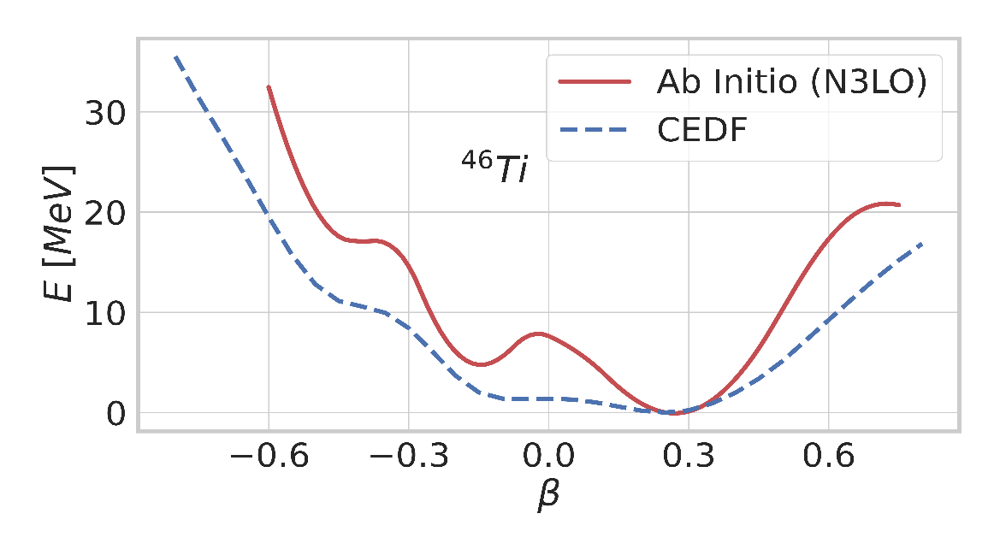 Ab Initio (N3LO)
CEDF
⁴⁶Ti
E [MeV]
30
20
10
0
−0.6 −0.3 0.0 0.3 0.6
β